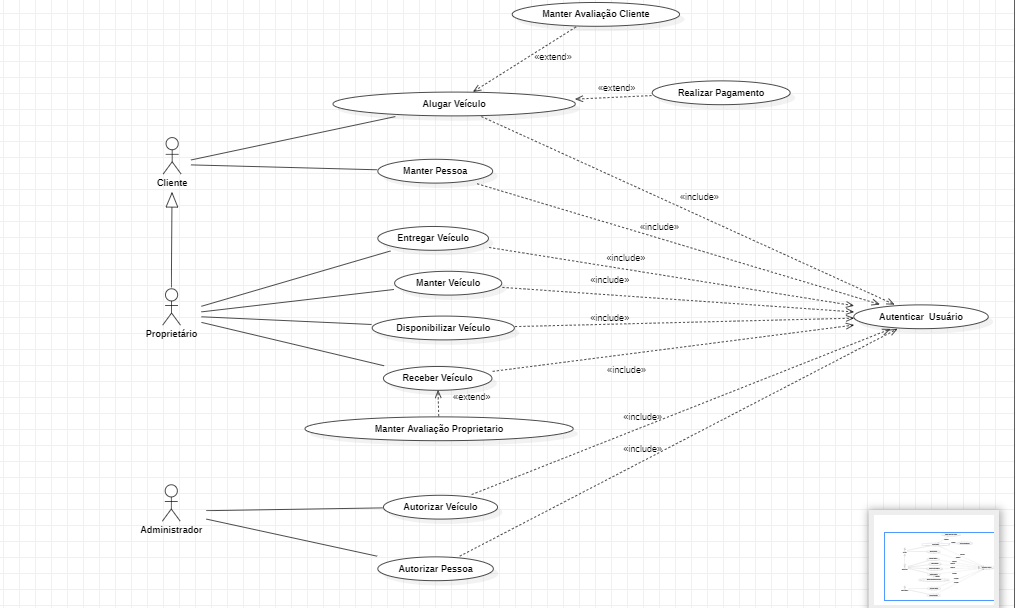 Manter Avaliação Cliente
«extend»
«extend»
Realizar Pagamento
Alugar Veículo
Manter Pessoa
Cliente
«include»
«include»
Entregar Veículo
«include»
Manter Veículo
«include»
Disponibilizar Veículo
«include»
Autenticar Usuário
Proprietário
Receber Veículo
«include»
«extend»
Manter Avaliação Proprietario
«include»
«include»
Autorizar Veículo
Administrador
Autorizar Pessoa